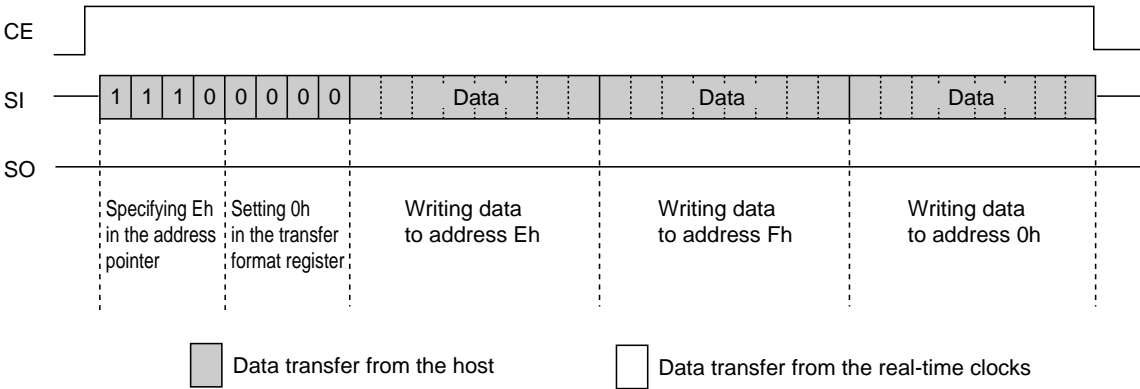 CE
SI
1 1 1 0 0 0 0 0 Data Data Data
SO
Specifying Eh
in the address
pointer
Setting 0h
in the transfer
format register
Writing data
to address Eh
Writing data
to address Fh
Writing data
to address 0h
Data transfer from the host
Data transfer from the real-time clocks